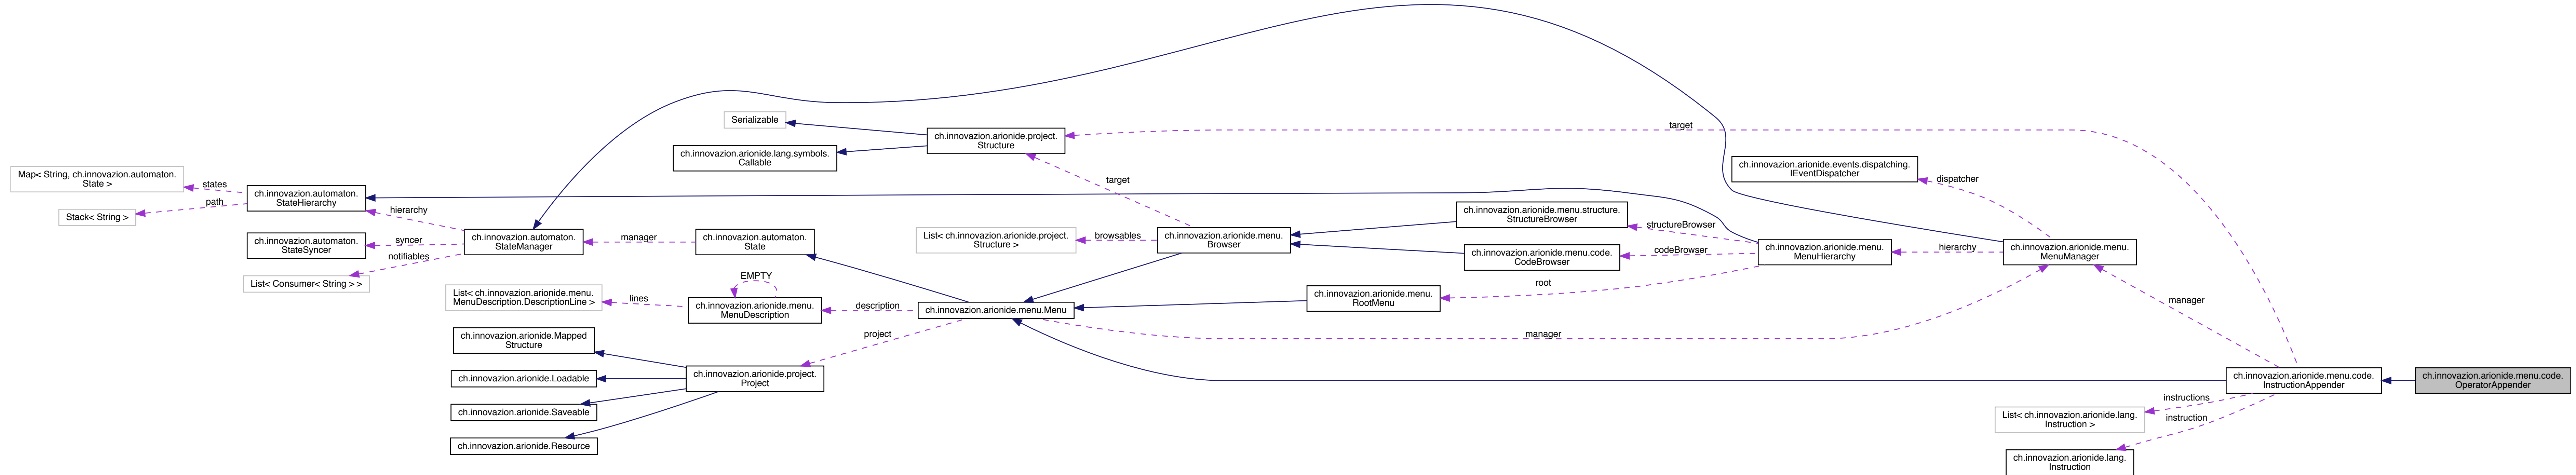 Serializable
ch.innovazion.arionide.project.
Structure
target
ch.innovazion.arionide.lang.symbols.
Callable
ch.innovazion.arionide.events.dispatching.
IEventDispatcher
Map< String, ch.innovazion.automaton.
State >
states
ch.innovazion.automaton.
StateHierarchy
target
dispatcher
path
Stack< String >
hierarchy
ch.innovazion.arionide.menu.structure.
StructureBrowser
structureBrowser
ch.innovazion.automaton.
StateSyncer
syncer
ch.innovazion.automaton.
StateManager
manager
ch.innovazion.automaton.
State
List< ch.innovazion.arionide.project.
Structure >
browsables
ch.innovazion.arionide.menu.
Browser
ch.innovazion.arionide.menu.code.
CodeBrowser
codeBrowser
ch.innovazion.arionide.menu.
MenuHierarchy
hierarchy
ch.innovazion.arionide.menu.
MenuManager
notifiables
List< Consumer< String > >
EMPTY
root
List< ch.innovazion.arionide.menu.
MenuDescription.DescriptionLine >
lines
ch.innovazion.arionide.menu.
MenuDescription
description
ch.innovazion.arionide.menu.Menu
ch.innovazion.arionide.menu.
RootMenu
manager
ch.innovazion.arionide.Mapped
Structure
project
manager
ch.innovazion.arionide.Loadable
ch.innovazion.arionide.project.
Project
ch.innovazion.arionide.menu.code.
InstructionAppender
ch.innovazion.arionide.menu.code.
OperatorAppender
ch.innovazion.arionide.Saveable
instructions
List< ch.innovazion.arionide.lang.
Instruction >
instruction
ch.innovazion.arionide.Resource
ch.innovazion.arionide.lang.
Instruction